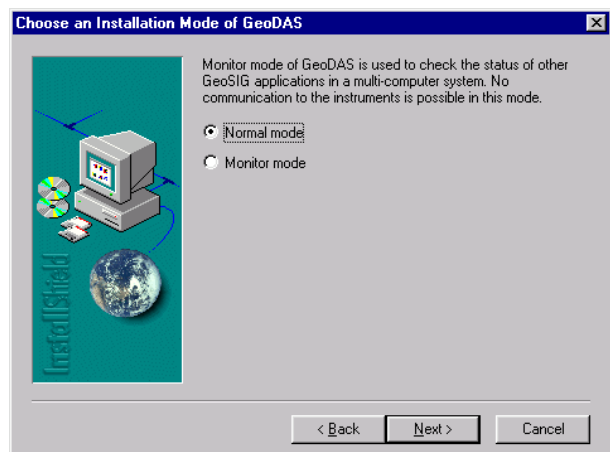 Choose an Installation Mode of GeoDAS
Monitor mode of GeoDAS is used to check the status of other
GeoSIG applications in a multi-computer system. No
communication to the instruments is possible in this mode.
Normal mode
Monitor mode
InstallShield
< Back
Next >
Cancel